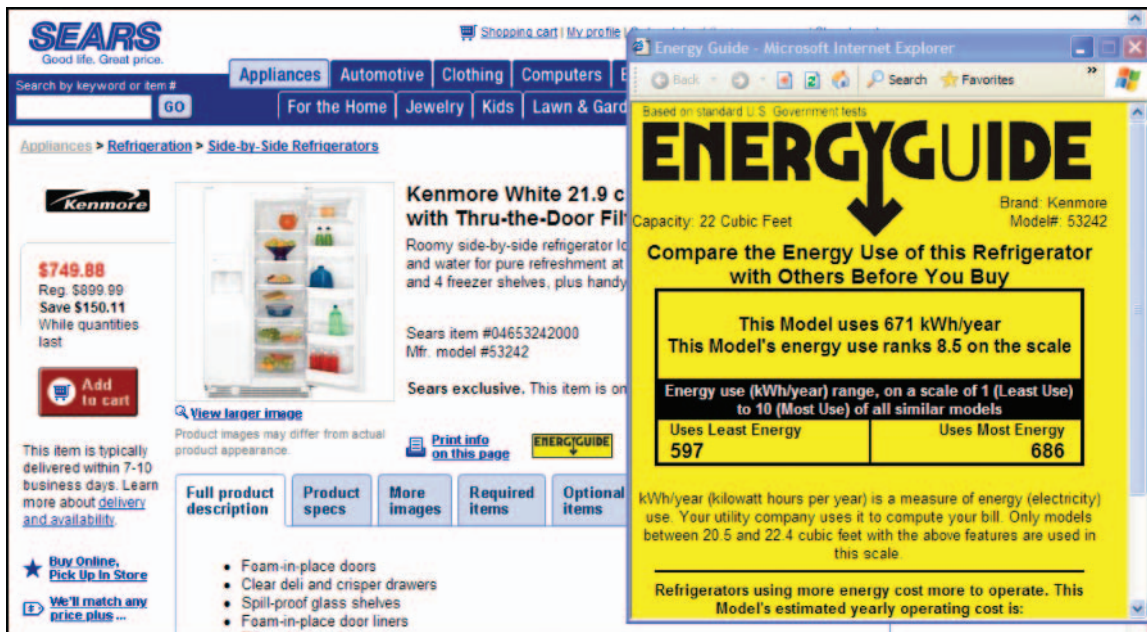 SEARS
Good life. Great price.
Shopping cart | My profile |
Search by keyword or item #
GO
Appliances Automotive Clothing Computers
For the Home Jewelry Kids Lawn & Gard
Appliances > Refrigeration > Side-by-Side Refrigerators
Kenmore
$749.88
Reg. $899.99
Save $150.11
While quantities
last
Add
to cart
This item is typically
delivered within 7-10
business days. Learn
more about delivery
and availability.
Buy Online,
Pick Up In Store
We'll match any
price plus ...
View larger image
Product images may differ from actual
product appearance.
Kenmore White 21.9 c
with Thru-the-Door Fil
Roomy side-by-side refrigerator
and water for pure refreshment at
and 4 freezer shelves, plus handy
Sears item #04653242000
Mfr. model #53242
Sears exclusive. This item is on
Print info
on this page
ENERGYGUIDE
Full product
description
Product
specs
More
images
Required
items
Optional
items
• Foam-in-place doors
• Clear deli and crisper drawers
• Spill-proof glass shelves
• Foam-in-place door liners
Energy Guide - Microsoft Internet Explorer
Back Search Favorites »
Based on standard U.S. Government tests
ENERGYGUIDE
Brand: Kenmore
Capacity: 22 Cubic Feet Model#: 53242
Compare the Energy Use of this Refrigerator
with Others Before You Buy
This Model uses 671 kWh/year
This Model's energy use ranks 8.5 on the scale
Energy use (kWh/year) range, on a scale of 1 (Least Use)
to 10 (Most Use) of all similar models
Uses Least Energy Uses Most Energy
597 686
kWh/year (kilowatt hours per year) is a measure of energy (electricity)
use. Your utility company uses it to compute your bill. Only models
between 20.5 and 22.4 cubic feet with the above features are used in
this scale.
Refrigerators using more energy cost more to operate. This
Model's estimated yearly operating cost is: